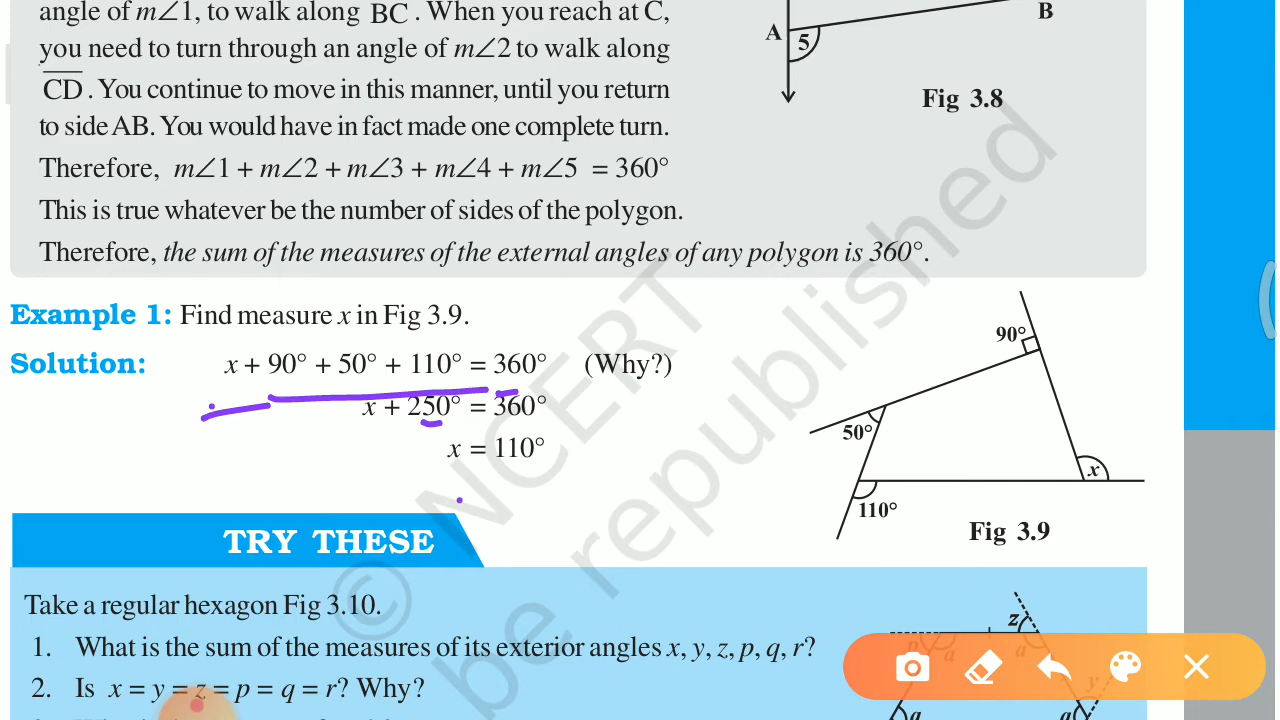 angle of m∠1, to walk along BC . When you reach at C,
you need to turn through an angle of m∠2 to walk along
CD . You continue to move in this manner, until you return
to side AB. You would have in fact made one complete turn.
Therefore, m∠1 + m∠2 + m∠3 + m∠4 + m∠5 = 360°
This is true whatever be the number of sides of the polygon.
Therefore, the sum of the measures of the external angles of any polygon is 360°.
A
5
B
Fig 3.8
Example 1: Find measure x in Fig 3.9.
Solution: x + 90° + 50° + 110° = 360° (Why?)
x + 250° = 360°
x = 110°
90°
50°
x
110°
Fig 3.9
© NCERT
be republished
TRY THESE
Take a regular hexagon Fig 3.10.
1. What is the sum of the measures of its exterior angles x, y, z, p, q, r?
2. Is x = y = z = p = q = r? Why?
z
p a a
y
a a